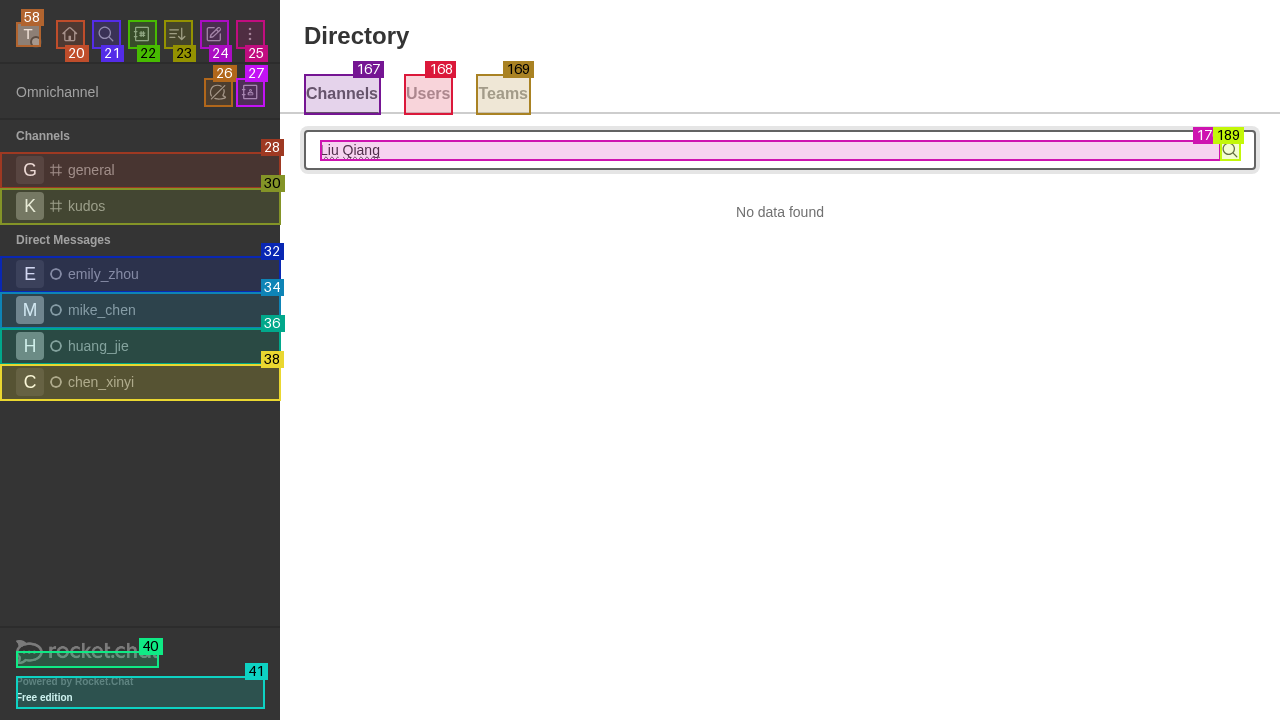 58
T
20
21
22
23
24
25
26
27
Omnichannel
Channels
28
G general
30
K kudos
Direct Messages
32
E emily_zhou
34
M mike_chen
36
H huang_jie
38
C chen_xinyi
40
rocket.chat
41
Powered by Rocket.Chat
Free edition
Directory
167
168
169
Channels
Users
Teams
17
189
Liu Qiang
No data found